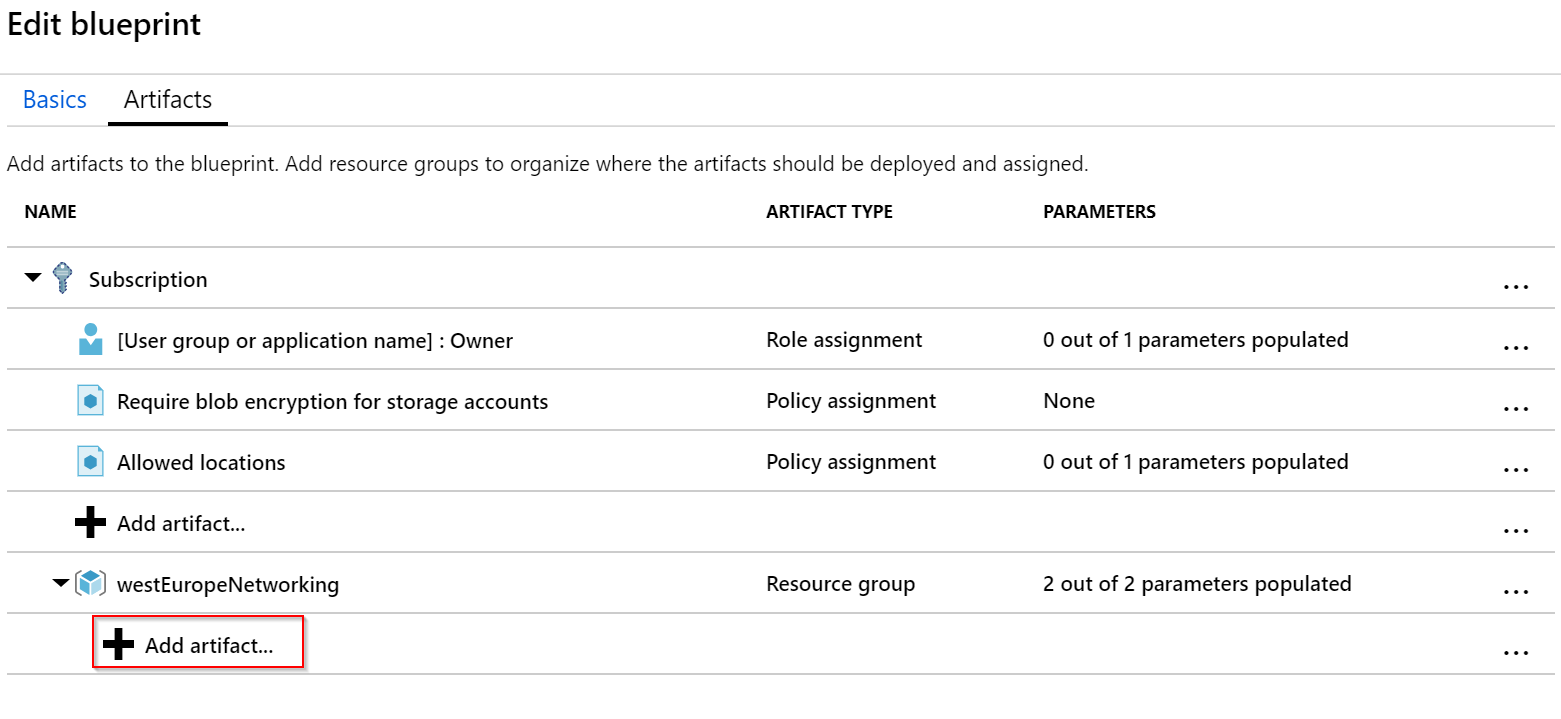 Edit blueprint
Basics Artifacts
Add artifacts to the blueprint. Add resource groups to organize where the artifacts should be deployed and assigned.
NAME ARTIFACT TYPE PARAMETERS
Subscription ...
[User group or application name] : Owner Role assignment 0 out of 1 parameters populated ...
Require blob encryption for storage accounts Policy assignment None ...
Allowed locations Policy assignment 0 out of 1 parameters populated ...
Add artifact... ...
westEuropeNetworking Resource group 2 out of 2 parameters populated ...
Add artifact... ...